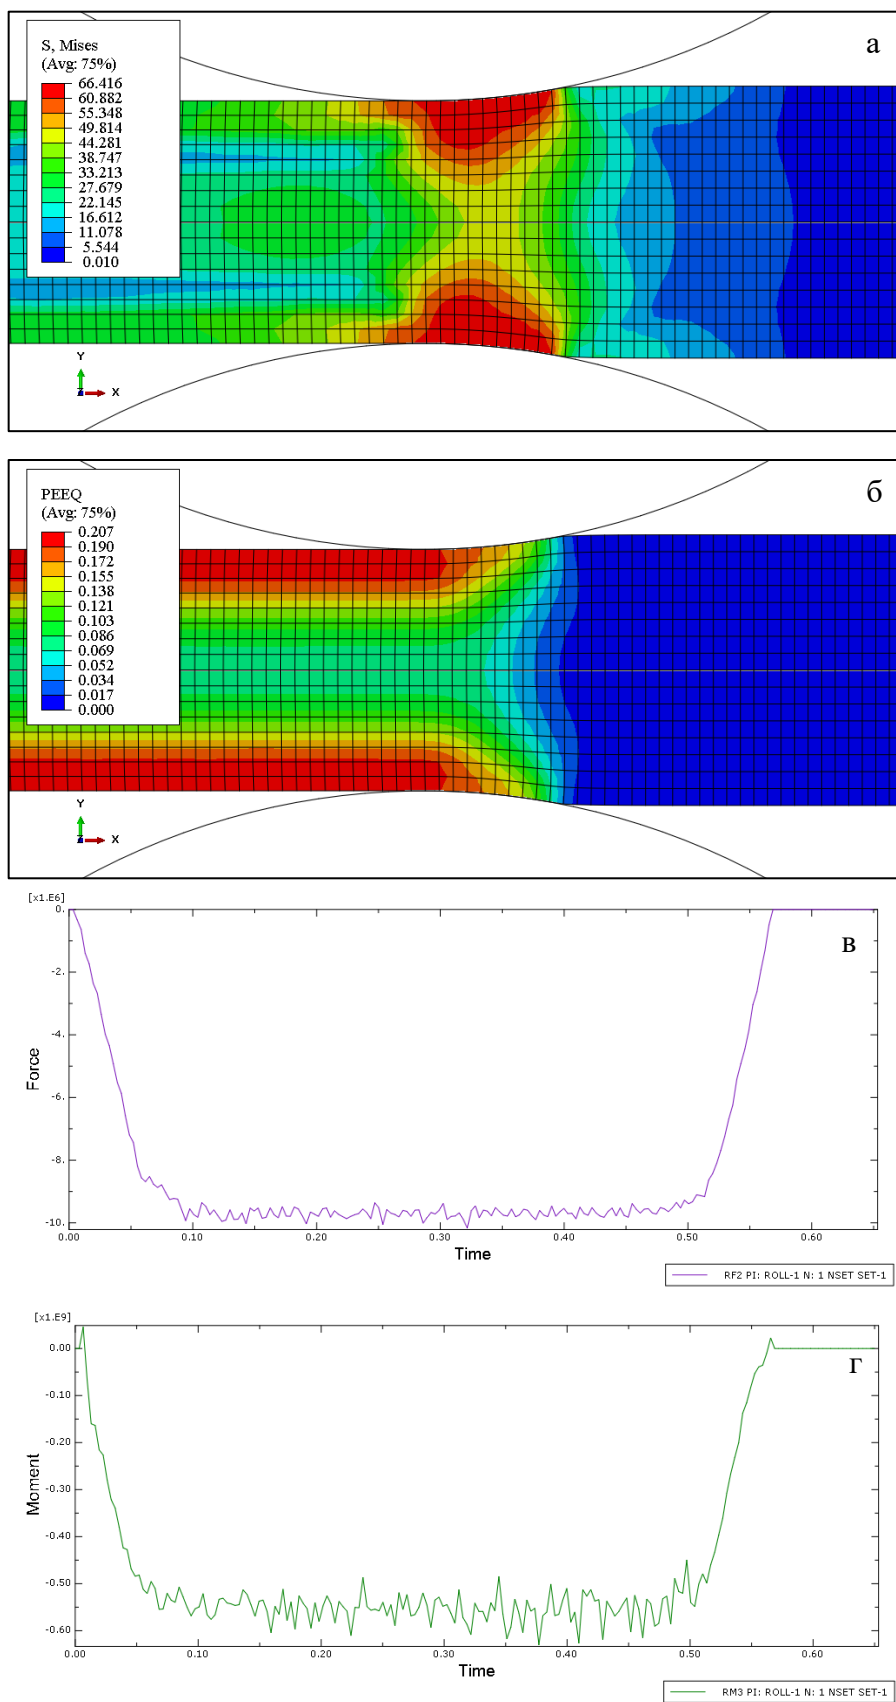 S, Mises
(Avg: 75%)
66.416
60.882
55.348
49.814
44.281
38.747
33.213
27.679
22.145
16.612
11.078
5.544
0.010
а
Y
Z X
PEEQ
(Avg: 75%)
0.207
0.190
0.172
0.155
0.138
0.121
0.103
0.086
0.069
0.052
0.034
0.017
0.000
б
Y
Z X
[x1.E6]
0.
-2.
-4.
-6.
-8.
-10.
Force
в
0.00 0.10 0.20 0.30 0.40 0.50 0.60
Time
RF2 PI: ROLL-1 N: 1 NSET SET-1
[x1.E9]
0.00
-0.10
-0.20
-0.30
-0.40
-0.50
-0.60
Moment
г
0.00 0.10 0.20 0.30 0.40 0.50 0.60
Time
RM3 PI: ROLL-1 N: 1 NSET SET-1